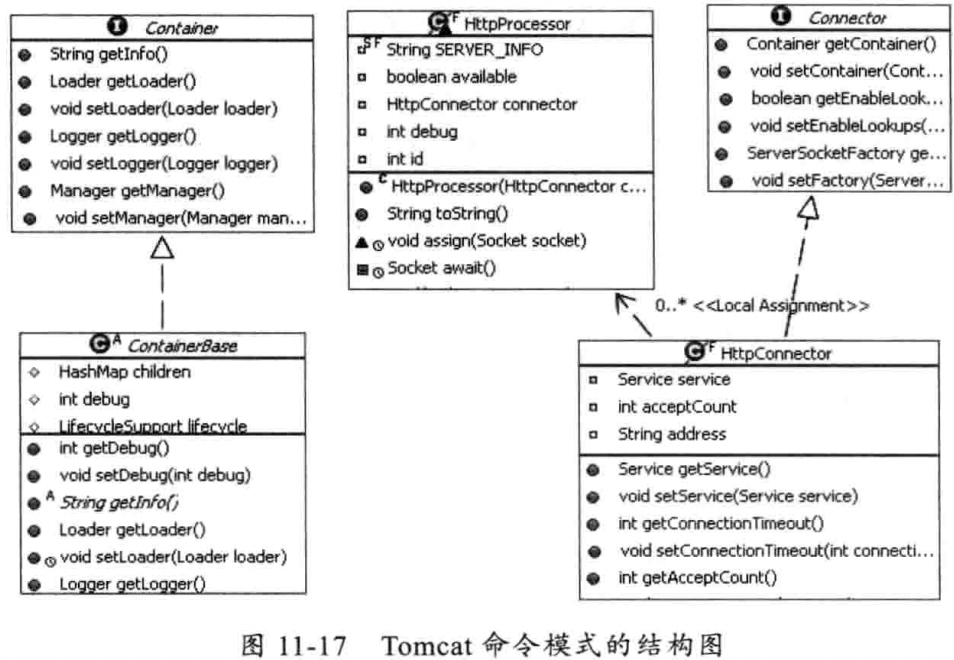 Container
String getInfo()
Loader getLoader()
void setLoader(Loader loader)
Logger getLogger()
void setLogger(Logger logger)
Manager getManager()
void setManager(Manager man...
HttpProcessor
String SERVER_INFO
boolean available
HttpConnector connector
int debug
int id
HttpProcessor(HttpConnector c...
String toString()
void assign(Socket socket)
Socket await()
Connector
Container getContainer()
void setContainer(Cont...
boolean getEnableLook...
void setEnableLookups(...
ServerSocketFactory ge...
void setFactory(Server...
0..* <<Local Assignment>>
ContainerBase
HashMap children
int debug
LifecycleSupport lifecycle
int getDebug()
void setDebug(int debug)
String getInfo()
Loader getLoader()
void setLoader(Loader loader)
Logger getLogger()
HttpConnector
Service service
int acceptCount
String address
Service getService()
void setService(Service service)
int getConnectionTimeout()
void setConnectionTimeout(int connecti...
int getAcceptCount()
图 11-17 Tomcat 命令模式的结构图